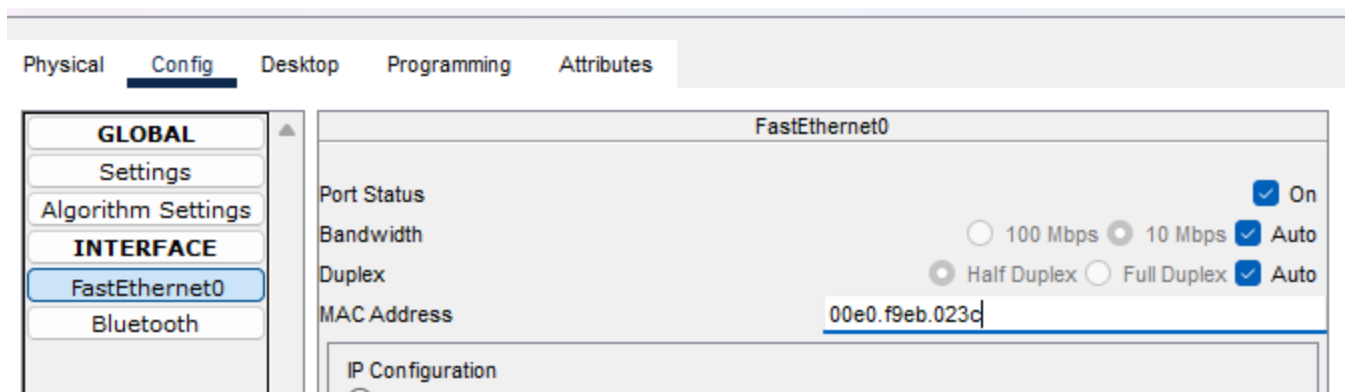 Physical Config Desktop Programming Attributes
GLOBAL
Settings
Algorithm Settings
INTERFACE
FastEthernet0
Bluetooth
FastEthernet0
Port Status On
Bandwidth 100 Mbps 10 Mbps Auto
Duplex Half Duplex Full Duplex Auto
MAC Address 00e0.f9eb.023c
IP Configuration